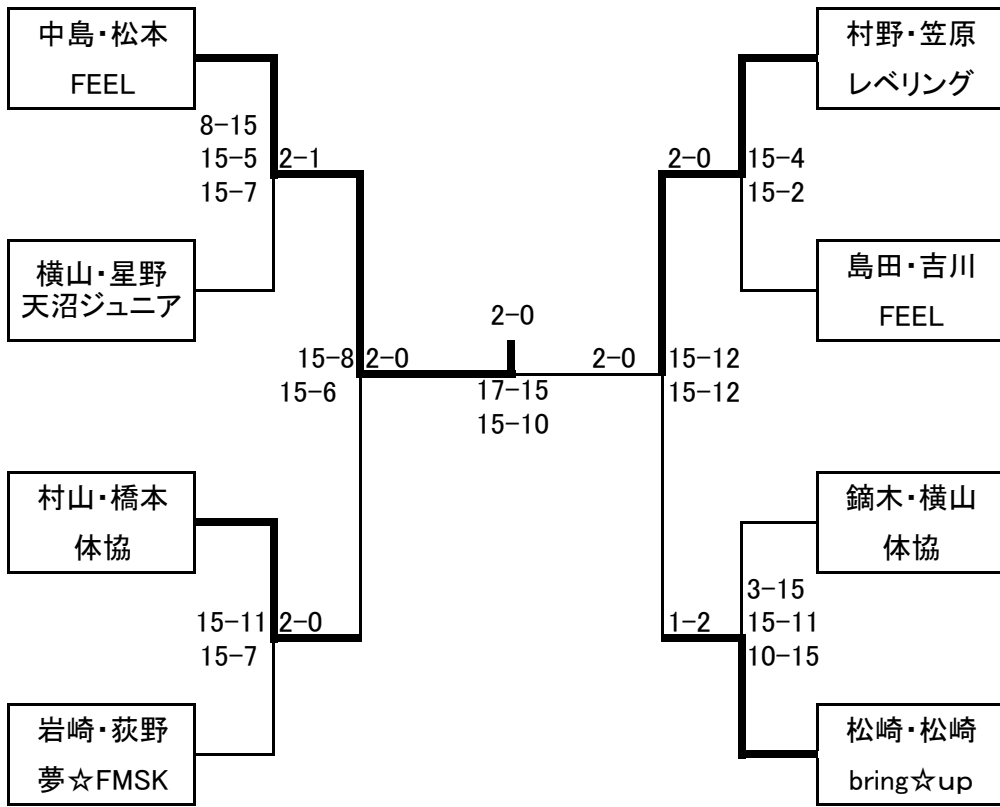 中島・松本
FEEL
8-15
15-5
2-1
15-7
横山・星野
天沼ジュニア
15-8
2-0
15-6
村山・橋本
体協
15-11
2-0
15-7
岩崎・荻野
夢☆FMSK
2-0
17-15
15-10
村野・笠原
レベリング
2-0
15-4
15-2
島田・吉川
FEEL
2-0
15-12
15-12
鏑木・横山
体協
3-15
1-2
15-11
10-15
松崎・松崎
bring☆up